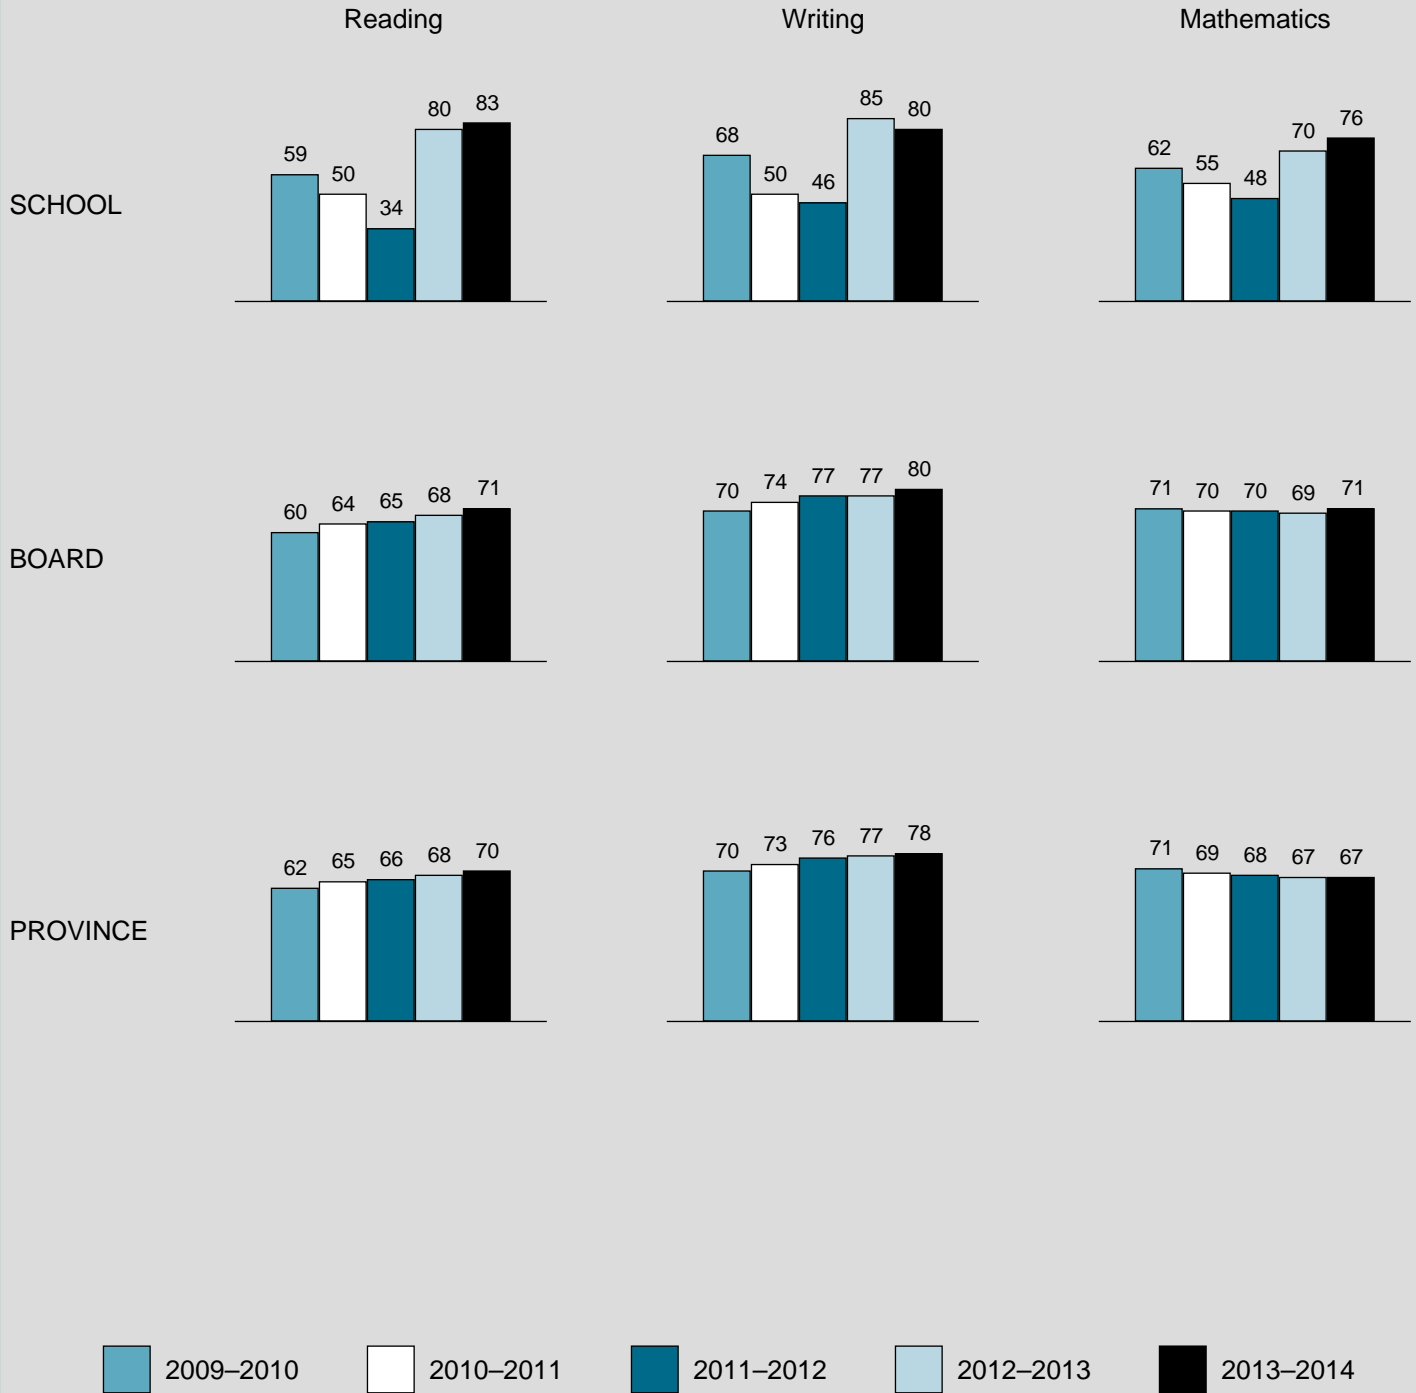 Reading Writing Mathematics
SCHOOL
59 50 34 80 83
68 50 46 85 80
62 55 48 70 76
BOARD
60 64 65 68 71
70 74 77 77 80
71 70 70 69 71
PROVINCE
62 65 66 68 70
70 73 76 77 78
71 69 68 67 67
2009–2010 2010–2011 2011–2012 2012–2013 2013–2014